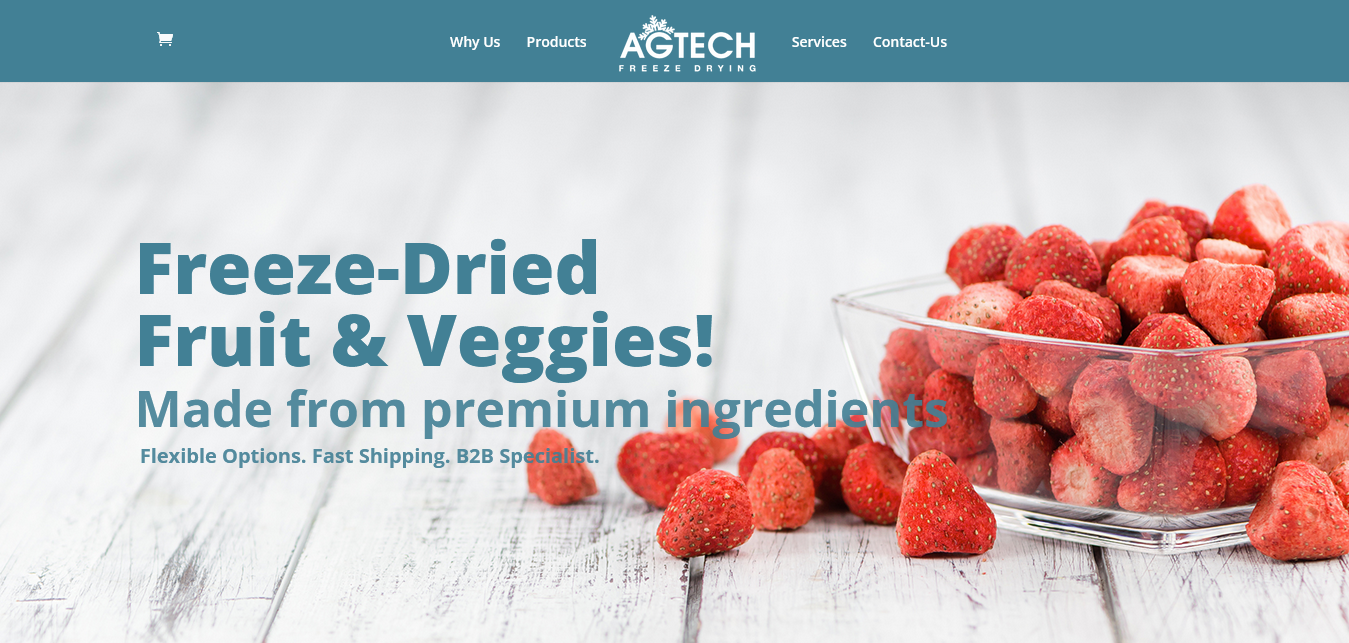 Why Us
Products
AGTECH
FREEZE DRYING
Services
Contact-Us
Freeze-Dried
Fruit & Veggies!
Made from premium ingredients
Flexible Options. Fast Shipping. B2B Specialist.